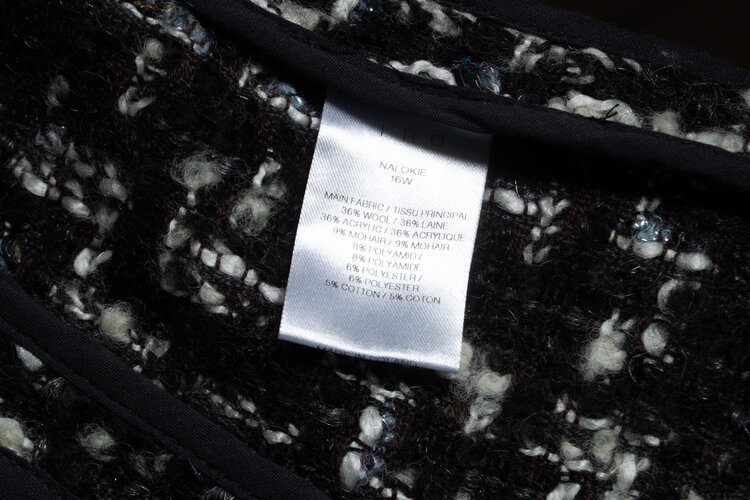 IRO
NALOKIE
16W
MAIN FABRIC / TISSU PRINCIPAL
36% WOOL / 36% LAINE
36% ACRYLIC / 36% ACRYLIQUE
9% MOHAIR / 9% MOHAIR
8% POLYAMID /
8% POLYAMIDE
6% POLYESTER /
6% POLYESTER
5% COTTON / 5% COTON